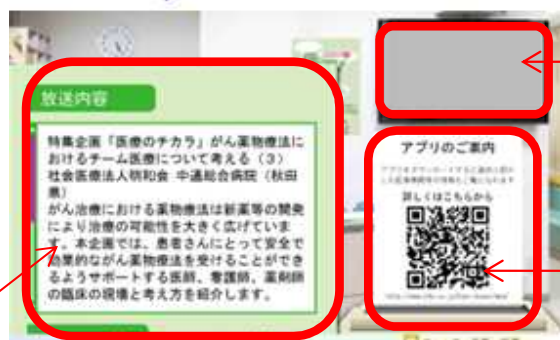 放送内容
特集企画「医療のチカラ」がん薬物療法に
おけるチーム医療について考える（3）
社会医療法人明和会 中通総合病院（秋田
県）
がん治療における薬物療法は新薬等の開発
により治療の可能性を大きく広げていま
す。本企画では、患者さんにとって安全で
効果的ながん薬物療法を受けることができ
るようサポートする医師、看護師、薬剤師
の臨床の現場と考え方を紹介します。
アプリのご案内
詳しくはこちらから